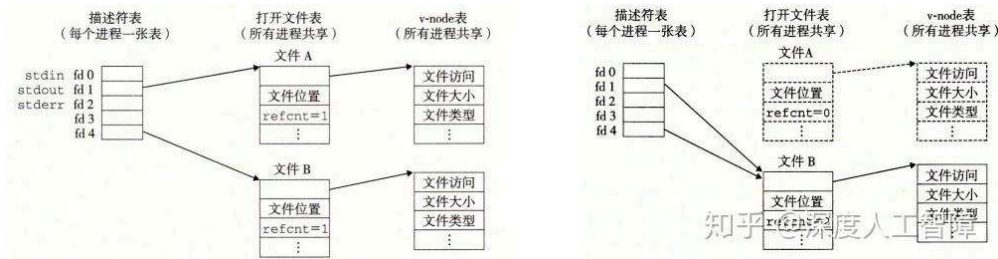 描述符表
(每个进程一张表)
打开文件表
(所有进程共享)
v-node表
(所有进程共享)
文件 A
stdin fd 0
stdout fd 1
stderr fd 2
fd 3
fd 4
文件位置
refcnt=1
⋮
文件访问
文件大小
文件类型
⋮
文件 B
文件位置
refcnt=1
⋮
文件访问
文件大小
文件类型
⋮
描述符表
(每个进程一张表)
打开文件表
(所有进程共享)
v-node表
(所有进程共享)
文件A
fd 0
fd 1
fd 2
fd 3
fd 4
文件位置
refcnt=0
⋮
文件访问
文件大小
文件类型
⋮
文件 B
文件位置
⋮
文件访问
文件大小
文件类型
⋮
知乎 @深度人工智障